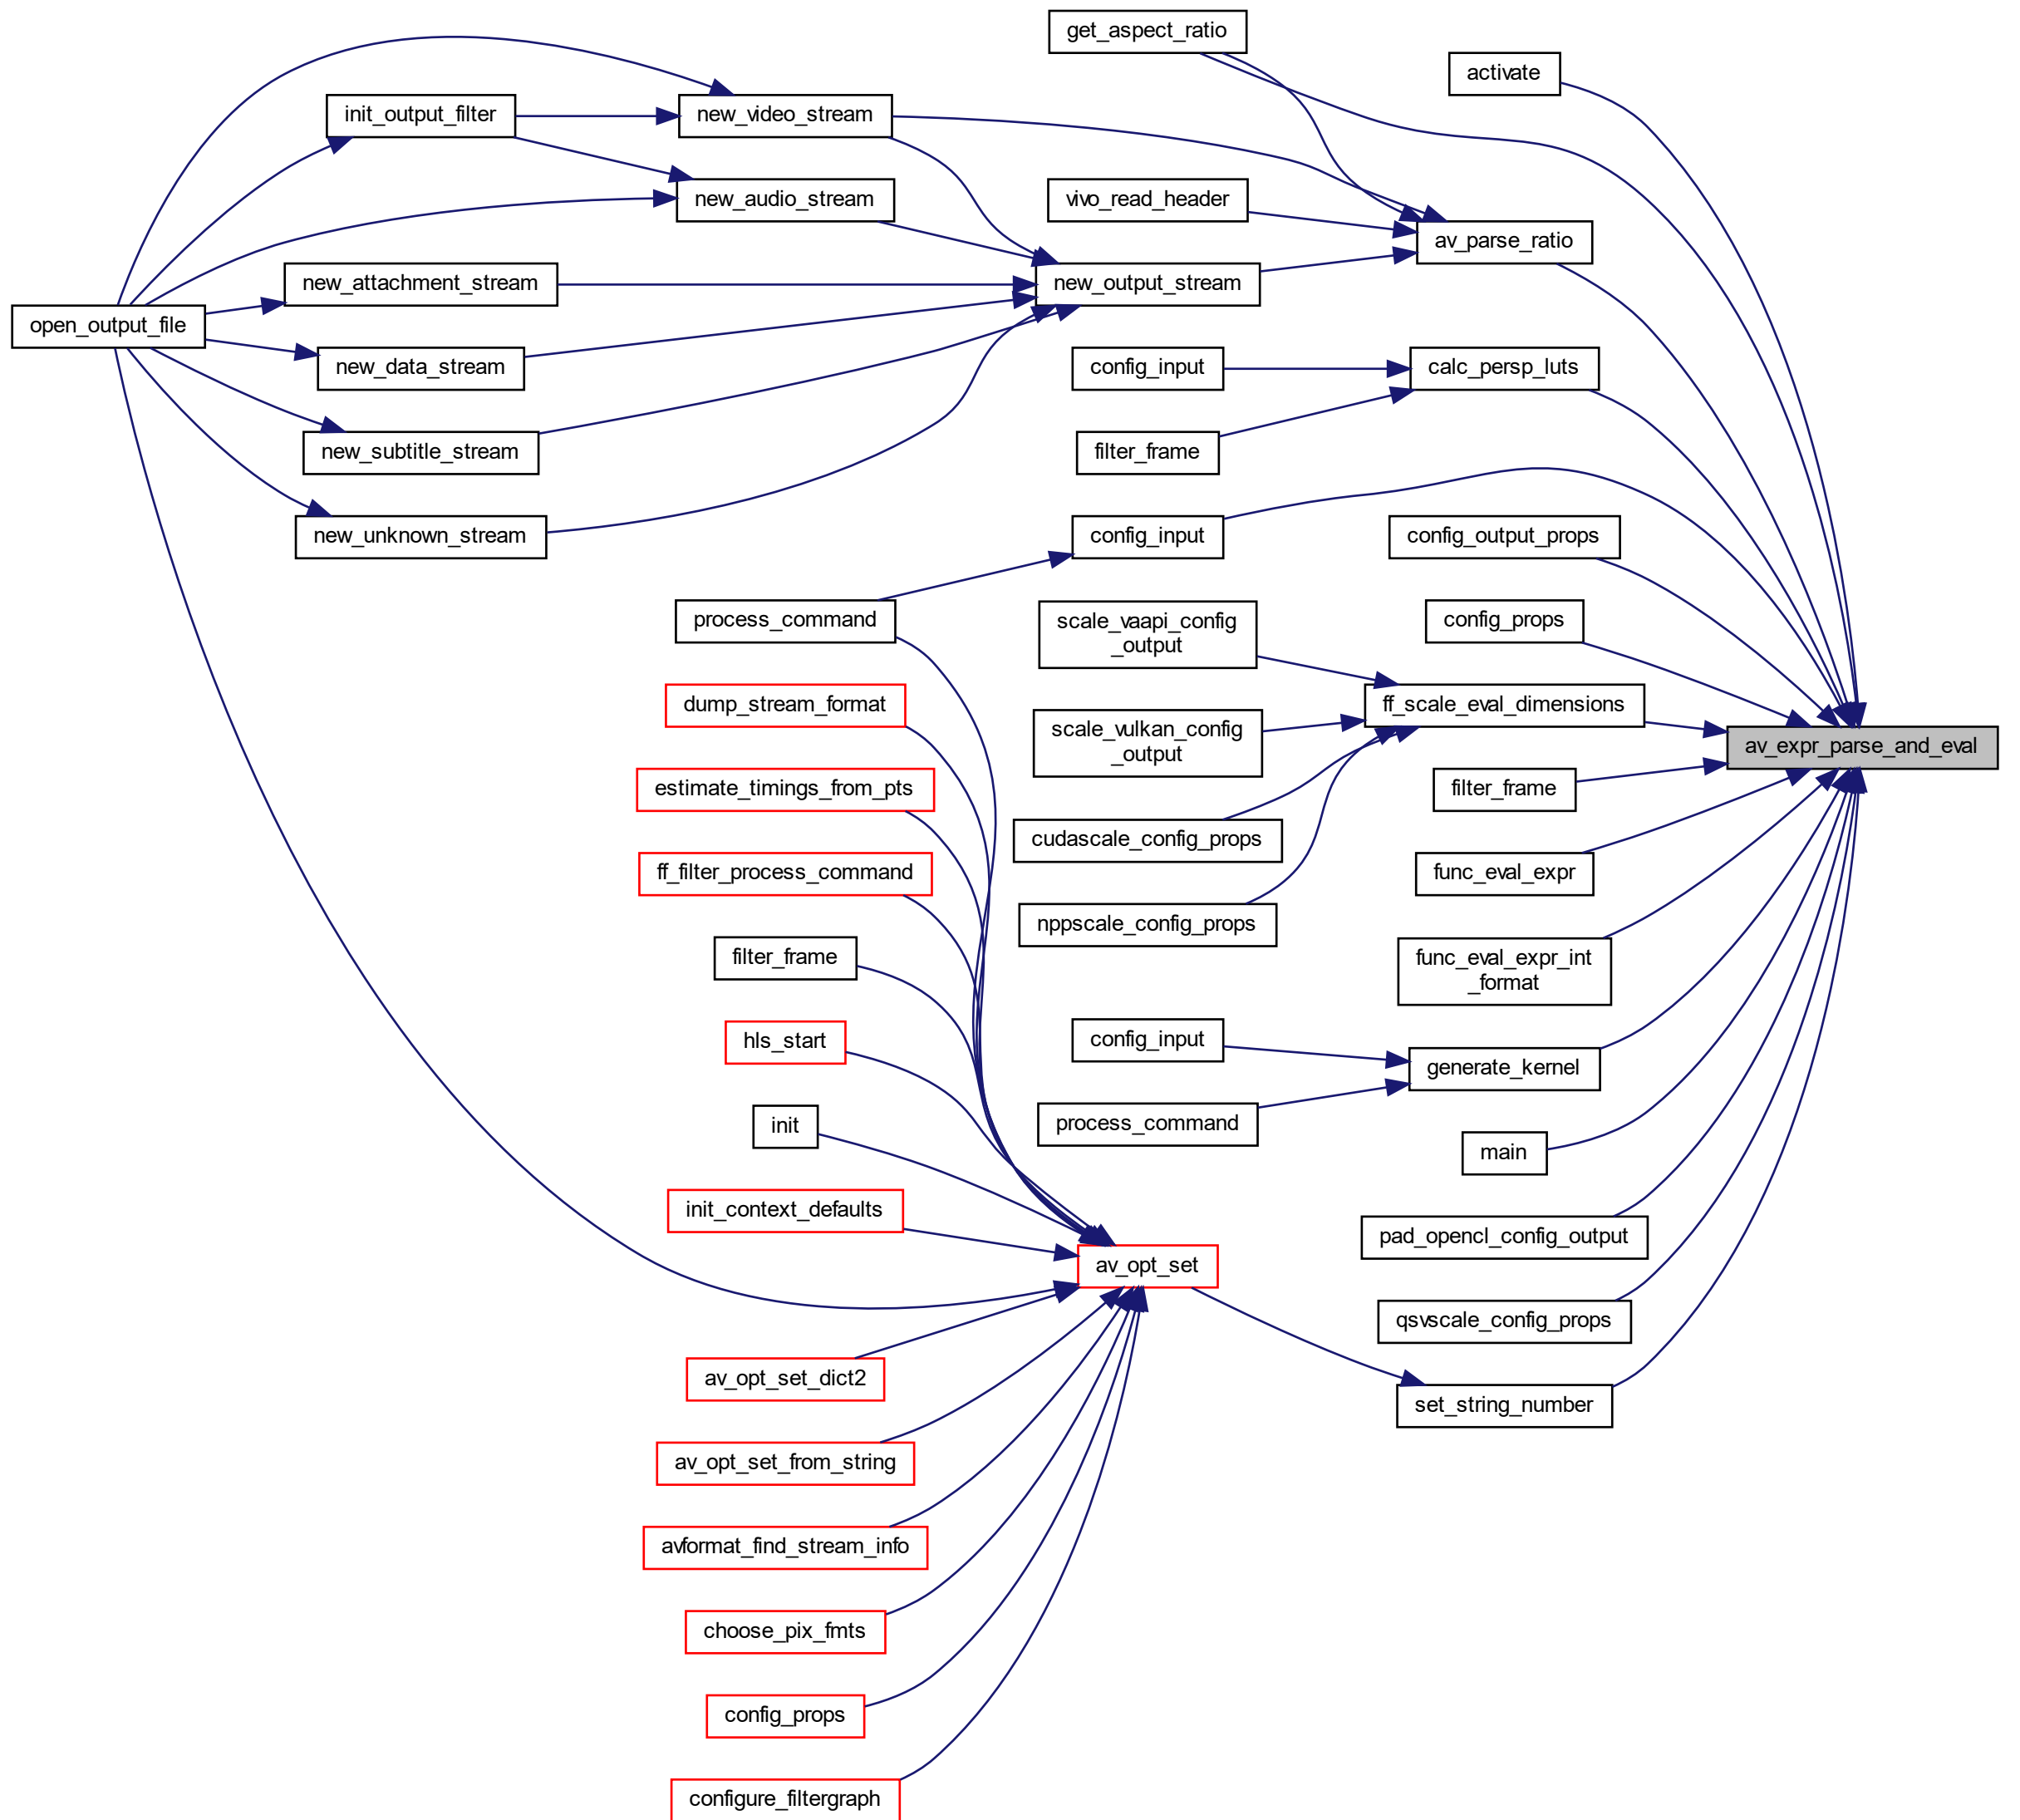 get_aspect_ratio
activate
init_output_filter
new_video_stream
new_audio_stream
vivo_read_header
av_parse_ratio
new_attachment_stream
new_output_stream
open_output_file
new_data_stream
config_input
calc_persp_luts
new_subtitle_stream
filter_frame
new_unknown_stream
config_input
config_output_props
process_command
scale_vaapi_config
_output
config_props
dump_stream_format
ff_scale_eval_dimensions
scale_vulkan_config
_output
av_expr_parse_and_eval
estimate_timings_from_pts
filter_frame
cudascale_config_props
ff_filter_process_command
func_eval_expr
nppscale_config_props
filter_frame
func_eval_expr_int
_format
hls_start
config_input
generate_kernel
init
process_command
main
init_context_defaults
pad_opencl_config_output
av_opt_set
qsvscale_config_props
av_opt_set_dict2
set_string_number
av_opt_set_from_string
avformat_find_stream_info
choose_pix_fmts
config_props
configure_filtergraph